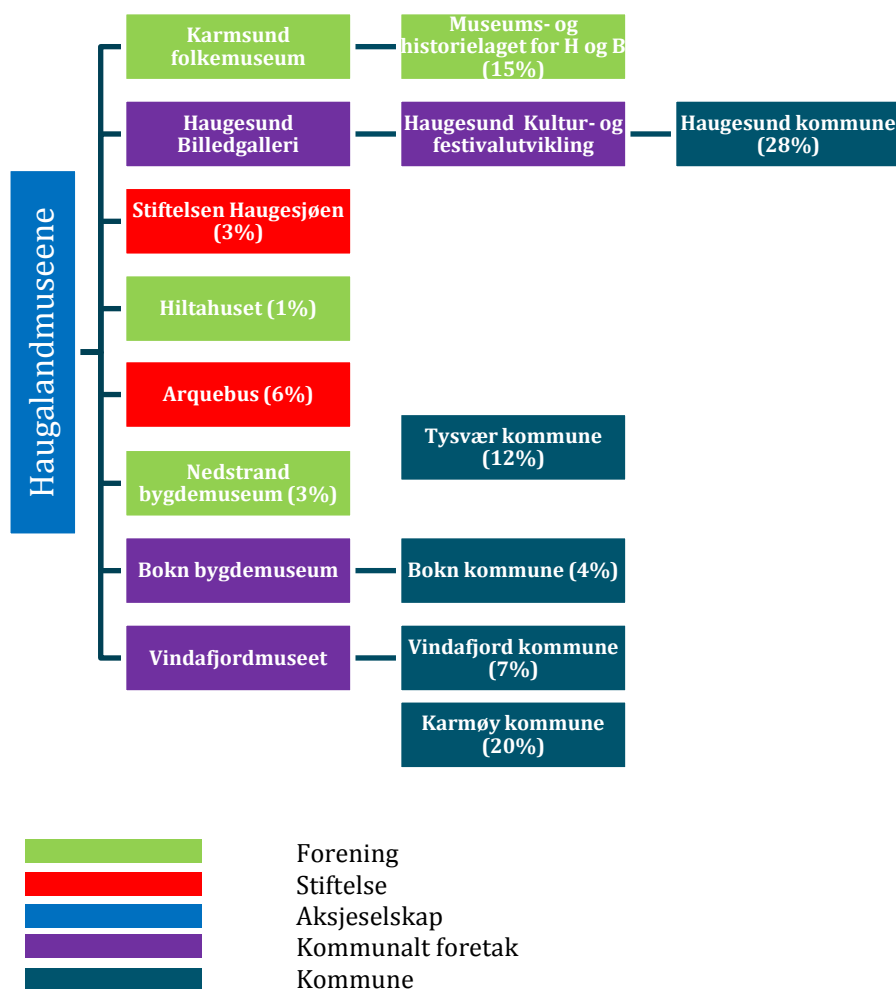 Haugalandmuseene
Karmsund
folkemuseum
Museums- og
historielaget for H og B
(15%)
Haugesund
Billedgalleri
Haugesund Kultur- og
festivalutvikling
Haugesund kommune
(28%)
Stiftelsen Haugesjøen
(3%)
Hiltahuset (1%)
Arquebus (6%)
Tysvær kommune
(12%)
Nedstrand
bygdemuseum (3%)
Bokn bygdemuseum
Bokn kommune (4%)
Vindafjordmuseet
Vindafjord kommune
(7%)
Karmøy kommune
(20%)
Forening
Stiftelse
Aksjeselskap
Kommunalt foretak
Kommune